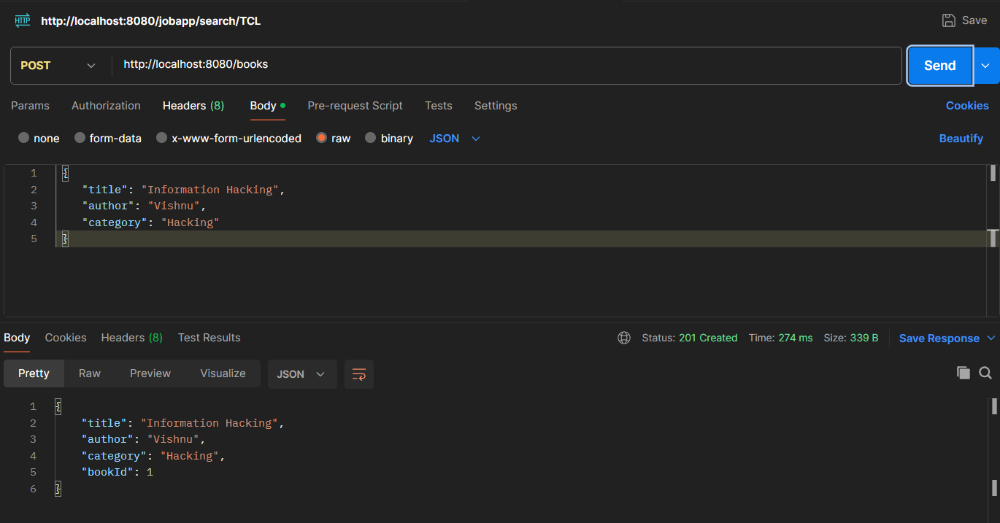 HTTP http://localhost:8080/jobapp/search/TCL Save
POST http://localhost:8080/books Send
Params Authorization Headers (8) Body Pre-request Script Tests Settings Cookies
none form-data x-www-form-urlencoded raw binary JSON Beautify
1 {
2 "title": "Information Hacking",
3 "author": "Vishnu",
4 "category": "Hacking"
5 }
Body Cookies Headers (8) Test Results Status: 201 Created Time: 274 ms Size: 339 B Save Response
Pretty Raw Preview Visualize JSON
1 {
2 "title": "Information Hacking",
3 "author": "Vishnu",
4 "category": "Hacking",
5 "bookId": 1
6 }